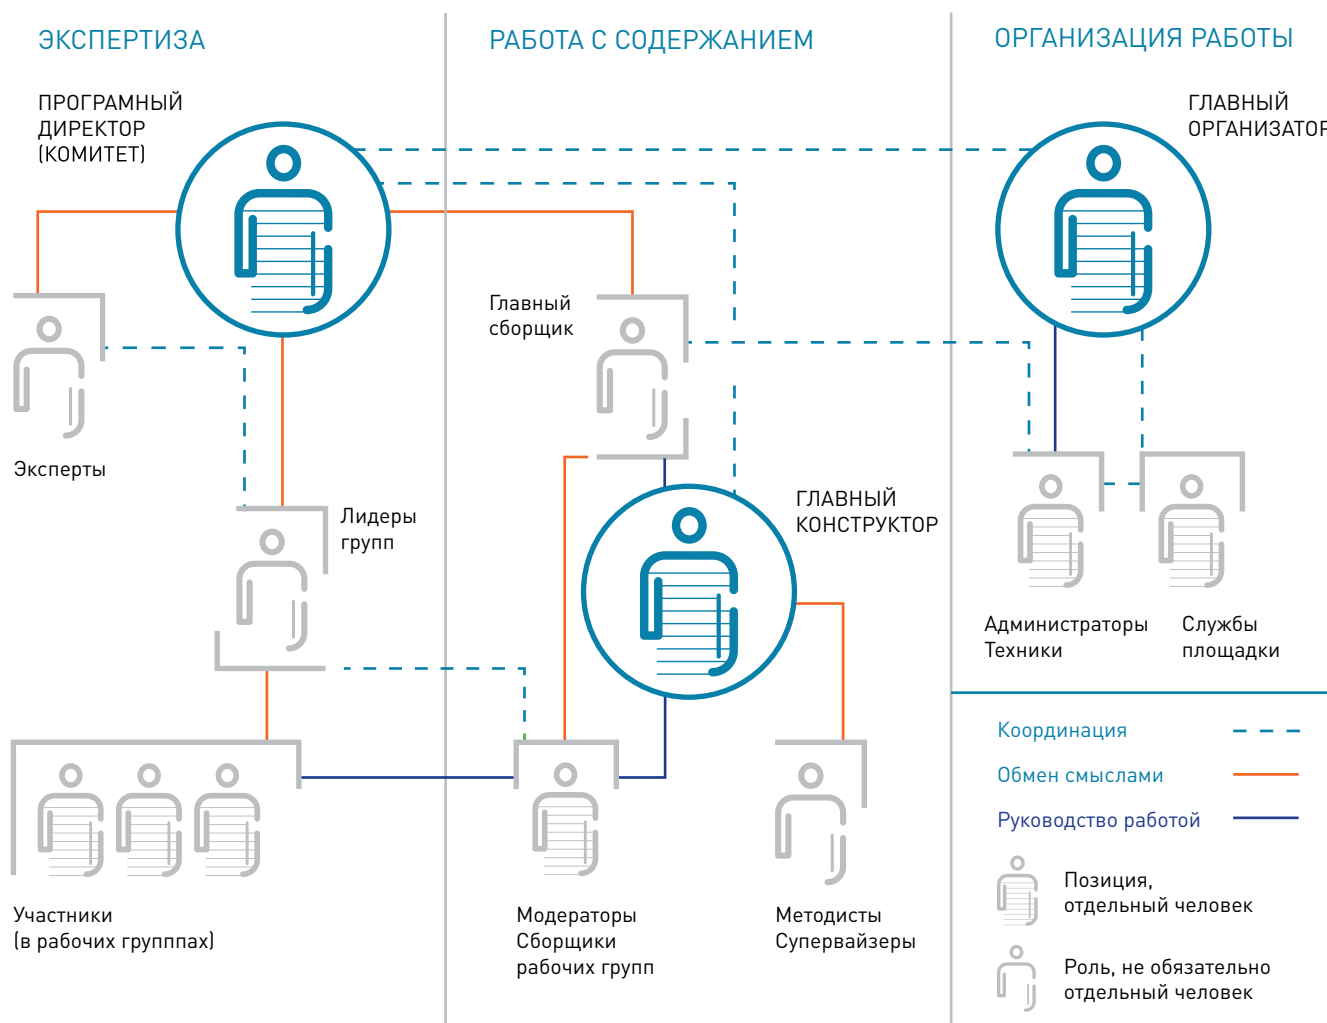 ЭКСПЕРТИЗА
РАБОТА С СОДЕРЖАНИЕМ
ОРГАНИЗАЦИЯ РАБОТЫ
ПРОГРАМНЫЙ
ДИРЕКТОР
(КОМИТЕТ)
ГЛАВНЫЙ
ОРГАНИЗАТОР
Главный
сборщик
Эксперты
Лидеры
групп
ГЛАВНЫЙ
КОНСТРУКТОР
Администраторы
Техники
Службы
площадки
Координация
Обмен смыслами
Руководство работой
Позиция,
отдельный человек
Роль, не обязательно
отдельный человек
Участники
(в рабочих групппах)
Модераторы
Сборщики
рабочих групп
Методисты
Супервайзеры